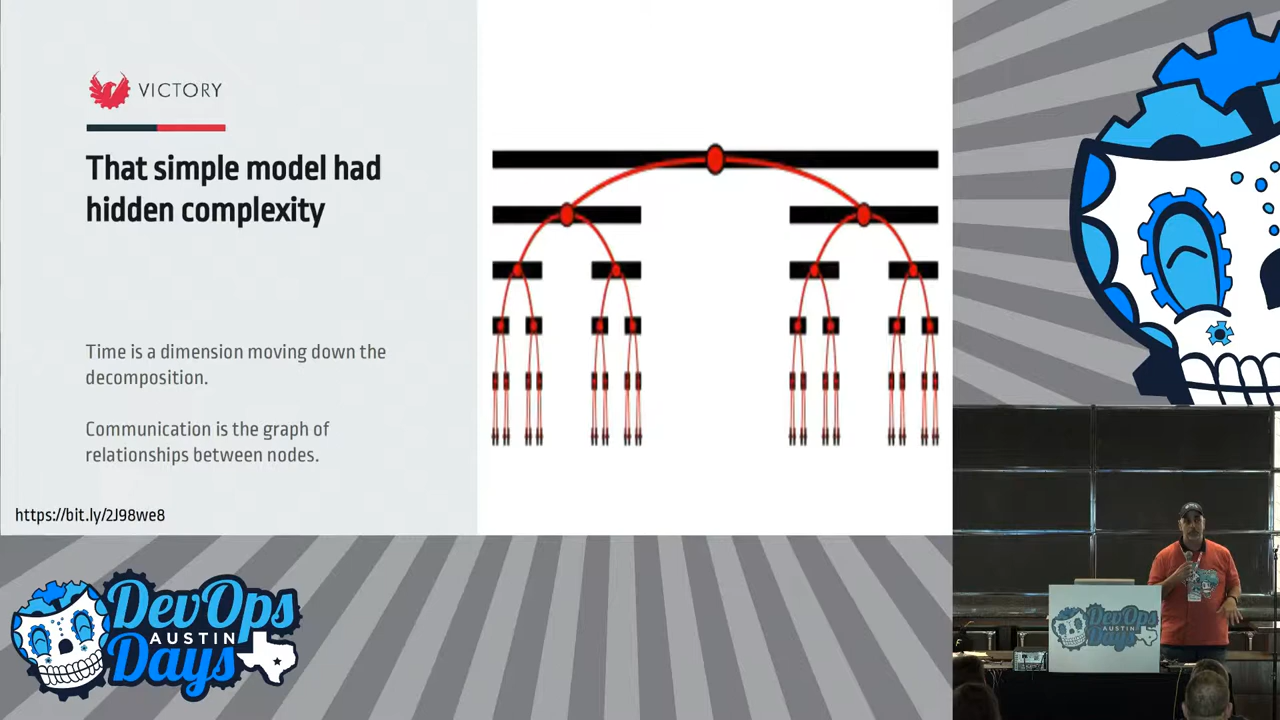 VICTORY
That simple model had
hidden complexity
Time is a dimension moving down the
decomposition.
Communication is the graph of
relationships between nodes.
https://bit.ly/2J98we8
DevOps
AUSTIN
Days
DevOps
AUSTIN
Days